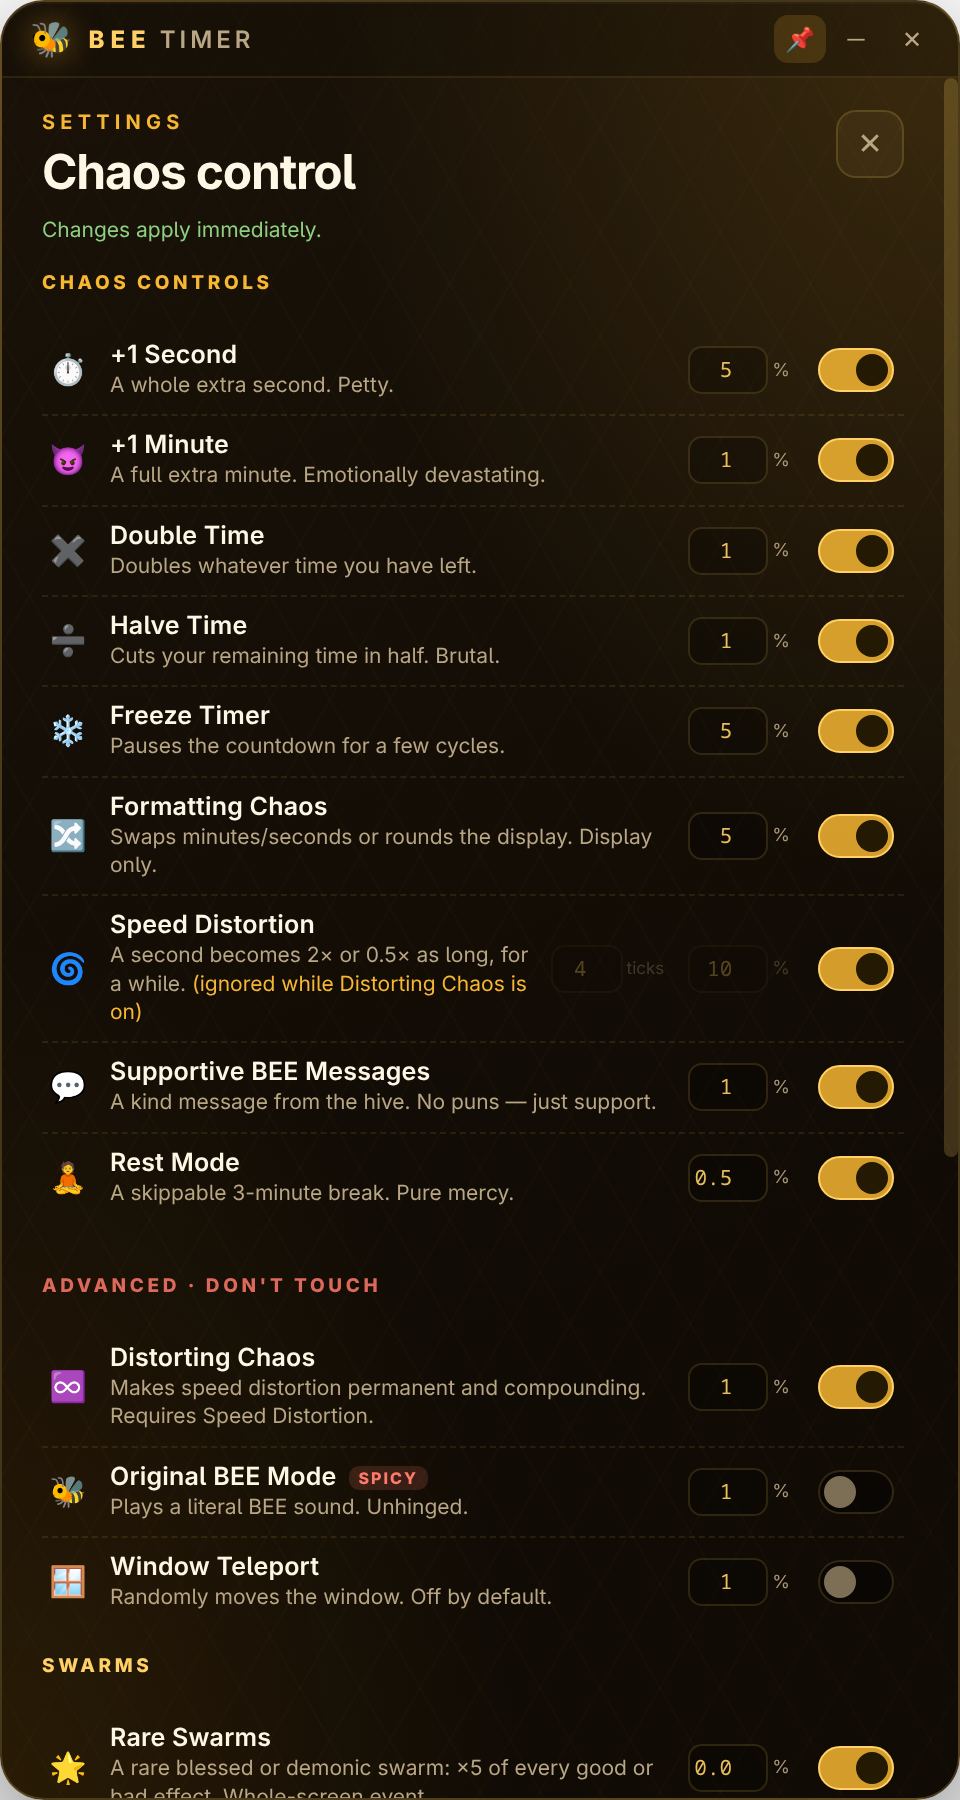 BEE TIMER
SETTINGS
Chaos control
Changes apply immediately.
CHAOS CONTROLS
+1 Second
A whole extra second. Petty.
5 %
+1 Minute
A full extra minute. Emotionally devastating.
1 %
Double Time
Doubles whatever time you have left.
1 %
Halve Time
Cuts your remaining time in half. Brutal.
1 %
Freeze Timer
Pauses the countdown for a few cycles.
5 %
Formatting Chaos
Swaps minutes/seconds or rounds the display. Display
only.
5 %
Speed Distortion
A second becomes 2× or 0.5× as long, for
a while. (ignored while Distorting Chaos is
on)
4 ticks 10 %
Supportive BEE Messages
A kind message from the hive. No puns — just support.
1 %
Rest Mode
A skippable 3-minute break. Pure mercy.
0.5 %
ADVANCED · DON'T TOUCH
Distorting Chaos
Makes speed distortion permanent and compounding.
Requires Speed Distortion.
1 %
Original BEE Mode SPICY
Plays a literal BEE sound. Unhinged.
1 %
Window Teleport
Randomly moves the window. Off by default.
1 %
SWARMS
Rare Swarms
A rare blessed or demonic swarm: ×5 of every good or
bad effect. Whole-screen event.
0.0 %